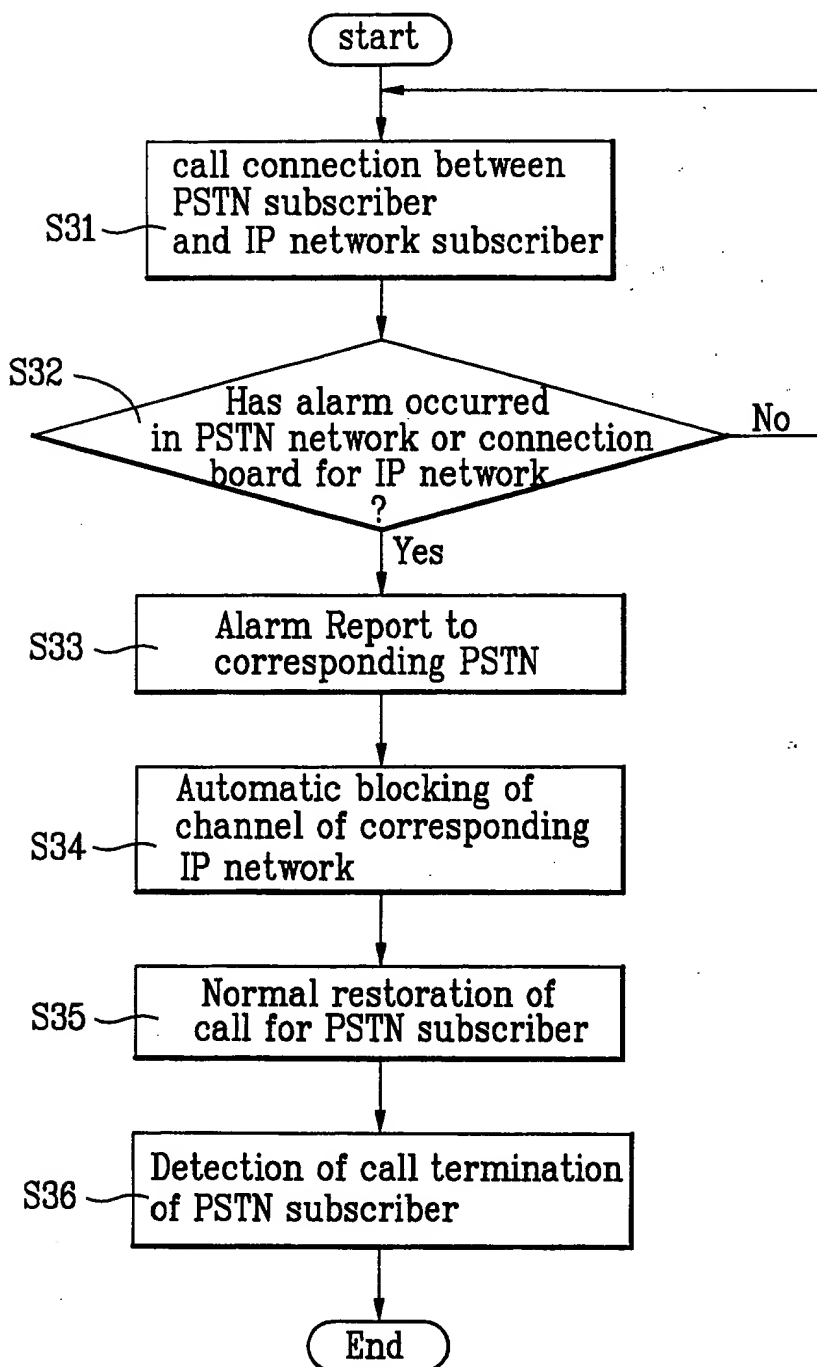 start
call connection between
PSTN subscriber
and IP network subscriber
S31
S32
Has alarm occurred
in PSTN network or connection
board for IP network
?
No
Yes
S33
Alarm Report to
corresponding PSTN
Automatic blocking of
channel of corresponding
IP network
S34
Normal restoration of
call for PSTN subscriber
S35
Detection of call termination
of PSTN subscriber
S36
End